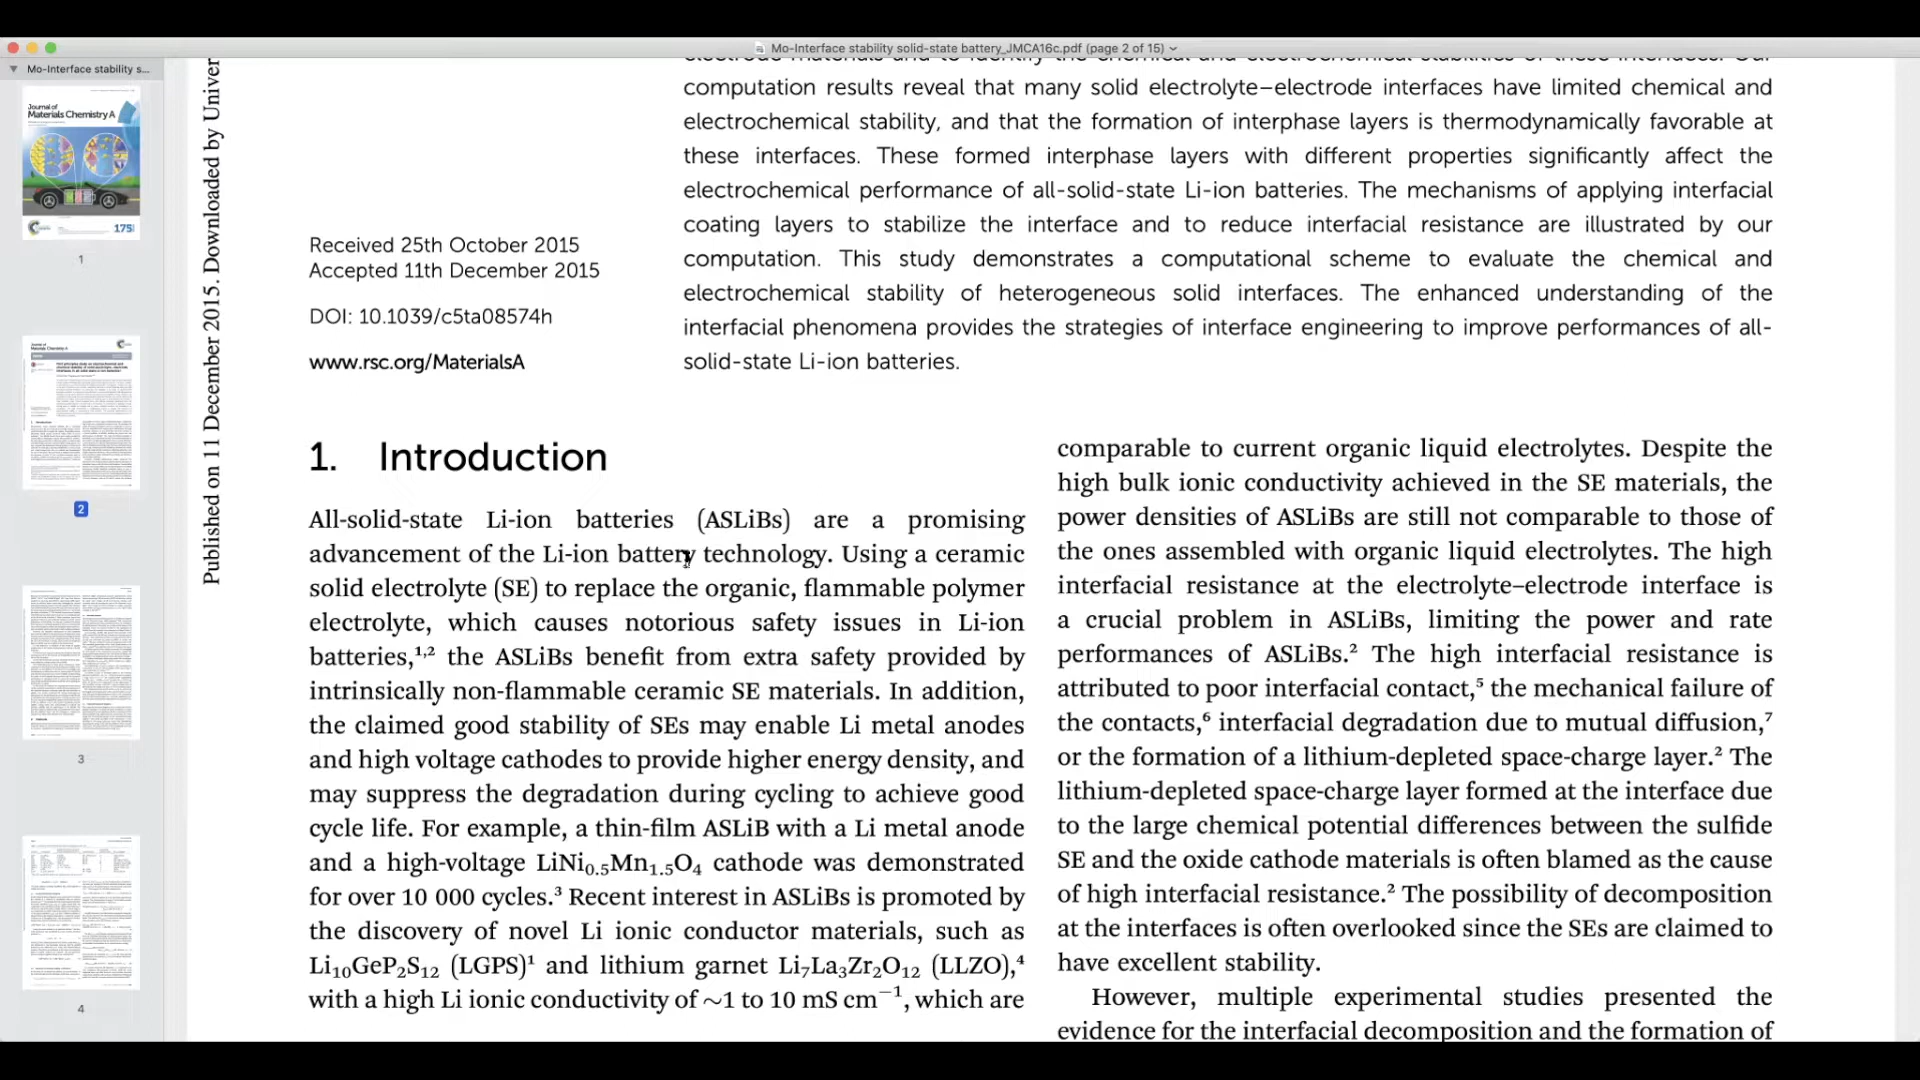 Mo-Interface stability solid-state battery_JMCA16c.pdf (page 2 of 15)
Mo-Interface stability s...
Journal of
Materials Chemistry A
175
1
2
3
4
Published on 11 December 2015. Downloaded by Univer
computation results reveal that many solid electrolyte–electrode interfaces have limited chemical and
electrochemical stability, and that the formation of interphase layers is thermodynamically favorable at
these interfaces. These formed interphase layers with different properties significantly affect the
electrochemical performance of all-solid-state Li-ion batteries. The mechanisms of applying interfacial
coating layers to stabilize the interface and to reduce interfacial resistance are illustrated by our
computation. This study demonstrates a computational scheme to evaluate the chemical and
electrochemical stability of heterogeneous solid interfaces. The enhanced understanding of the
interfacial phenomena provides the strategies of interface engineering to improve performances of all-
solid-state Li-ion batteries.
Received 25th October 2015
Accepted 11th December 2015
DOI: 10.1039/c5ta08574h
www.rsc.org/MaterialsA
1. Introduction
All-solid-state Li-ion batteries (ASLiBs) are a promising
advancement of the Li-ion battery technology. Using a ceramic
solid electrolyte (SE) to replace the organic, flammable polymer
electrolyte, which causes notorious safety issues in Li-ion
batteries,¹,² the ASLiBs benefit from extra safety provided by
intrinsically non-flammable ceramic SE materials. In addition,
the claimed good stability of SEs may enable Li metal anodes
and high voltage cathodes to provide higher energy density, and
may suppress the degradation during cycling to achieve good
cycle life. For example, a thin-film ASLiB with a Li metal anode
and a high-voltage LiNi₀.₅Mn₁.₅O₄ cathode was demonstrated
for over 10 000 cycles.³ Recent interest in ASLiBs is promoted by
the discovery of novel Li ionic conductor materials, such as
Li₁₀GeP₂S₁₂ (LGPS)¹ and lithium garnet Li₇La₃Zr₂O₁₂ (LLZO),⁴
with a high Li ionic conductivity of ~1 to 10 mS cm⁻¹, which are
comparable to current organic liquid electrolytes. Despite the
high bulk ionic conductivity achieved in the SE materials, the
power densities of ASLiBs are still not comparable to those of
the ones assembled with organic liquid electrolytes. The high
interfacial resistance at the electrolyte–electrode interface is
a crucial problem in ASLiBs, limiting the power and rate
performances of ASLiBs.² The high interfacial resistance is
attributed to poor interfacial contact,⁵ the mechanical failure of
the contacts,⁶ interfacial degradation due to mutual diffusion,⁷
or the formation of a lithium-depleted space-charge layer.² The
lithium-depleted space-charge layer formed at the interface due
to the large chemical potential differences between the sulfide
SE and the oxide cathode materials is often blamed as the cause
of high interfacial resistance.² The possibility of decomposition
at the interfaces is often overlooked since the SEs are claimed to
have excellent stability.
However, multiple experimental studies presented the
evidence for the interfacial decomposition and the formation of